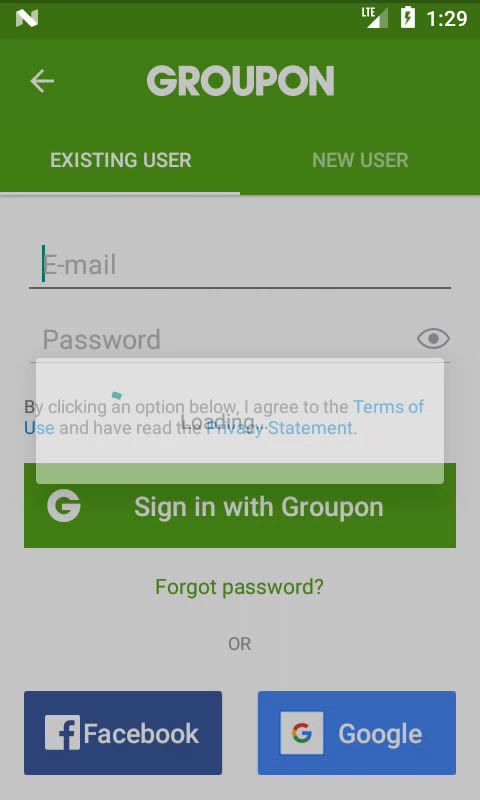 LTE 1:29
GROUPON
EXISTING USER NEW USER
E-mail
Password
By clicking an option below, I agree to the Terms of
Loading...
Use and have read the Privacy Statement.
G Sign in with Groupon
Forgot password?
OR
f Facebook G Google